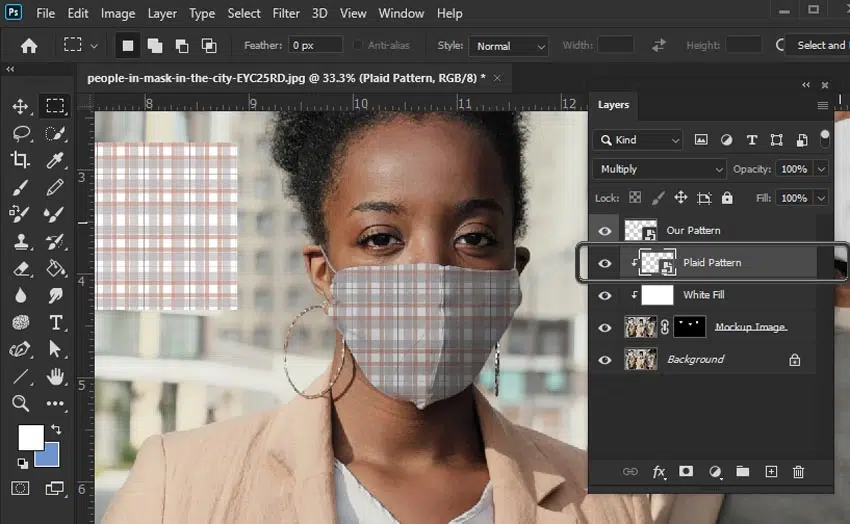 Ps File Edit Image Layer Type Select Filter 3D View Window Help
Feather: 0 px Anti-alias Style: Normal Width: Height: Select and
people-in-mask-in-the-city-EYC25RD.jpg @ 33.3% (Plaid Pattern, RGB/8) * ×
8 9 10 11 12
3
4
5
6
Layers
Kind
Multiply Opacity: 100%
Lock: Fill: 100%
Our Pattern
Plaid Pattern
White Fill
Mockup Image
Background